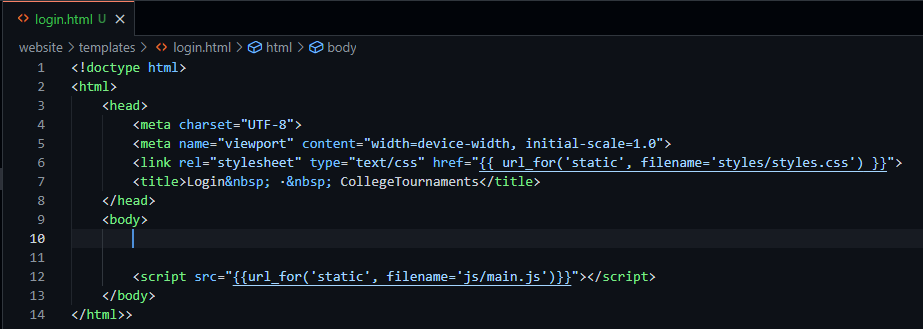 login.html U ×
website > templates > login.html > html > body
1 <!doctype html>
2 <html>
3 <head>
4 <meta charset="UTF-8">
5 <meta name="viewport" content="width=device-width, initial-scale=1.0">
6 <link rel="stylesheet" type="text/css" href="{{ url_for('static', filename='styles/styles.css') }}">
7 <title>Login&nbsp; ·&nbsp; CollegeTournaments</title>
8 </head>
9 <body>
10
11
12 <script src="{{url_for('static', filename='js/main.js')}}"></script>
13 </body>
14 </html>>